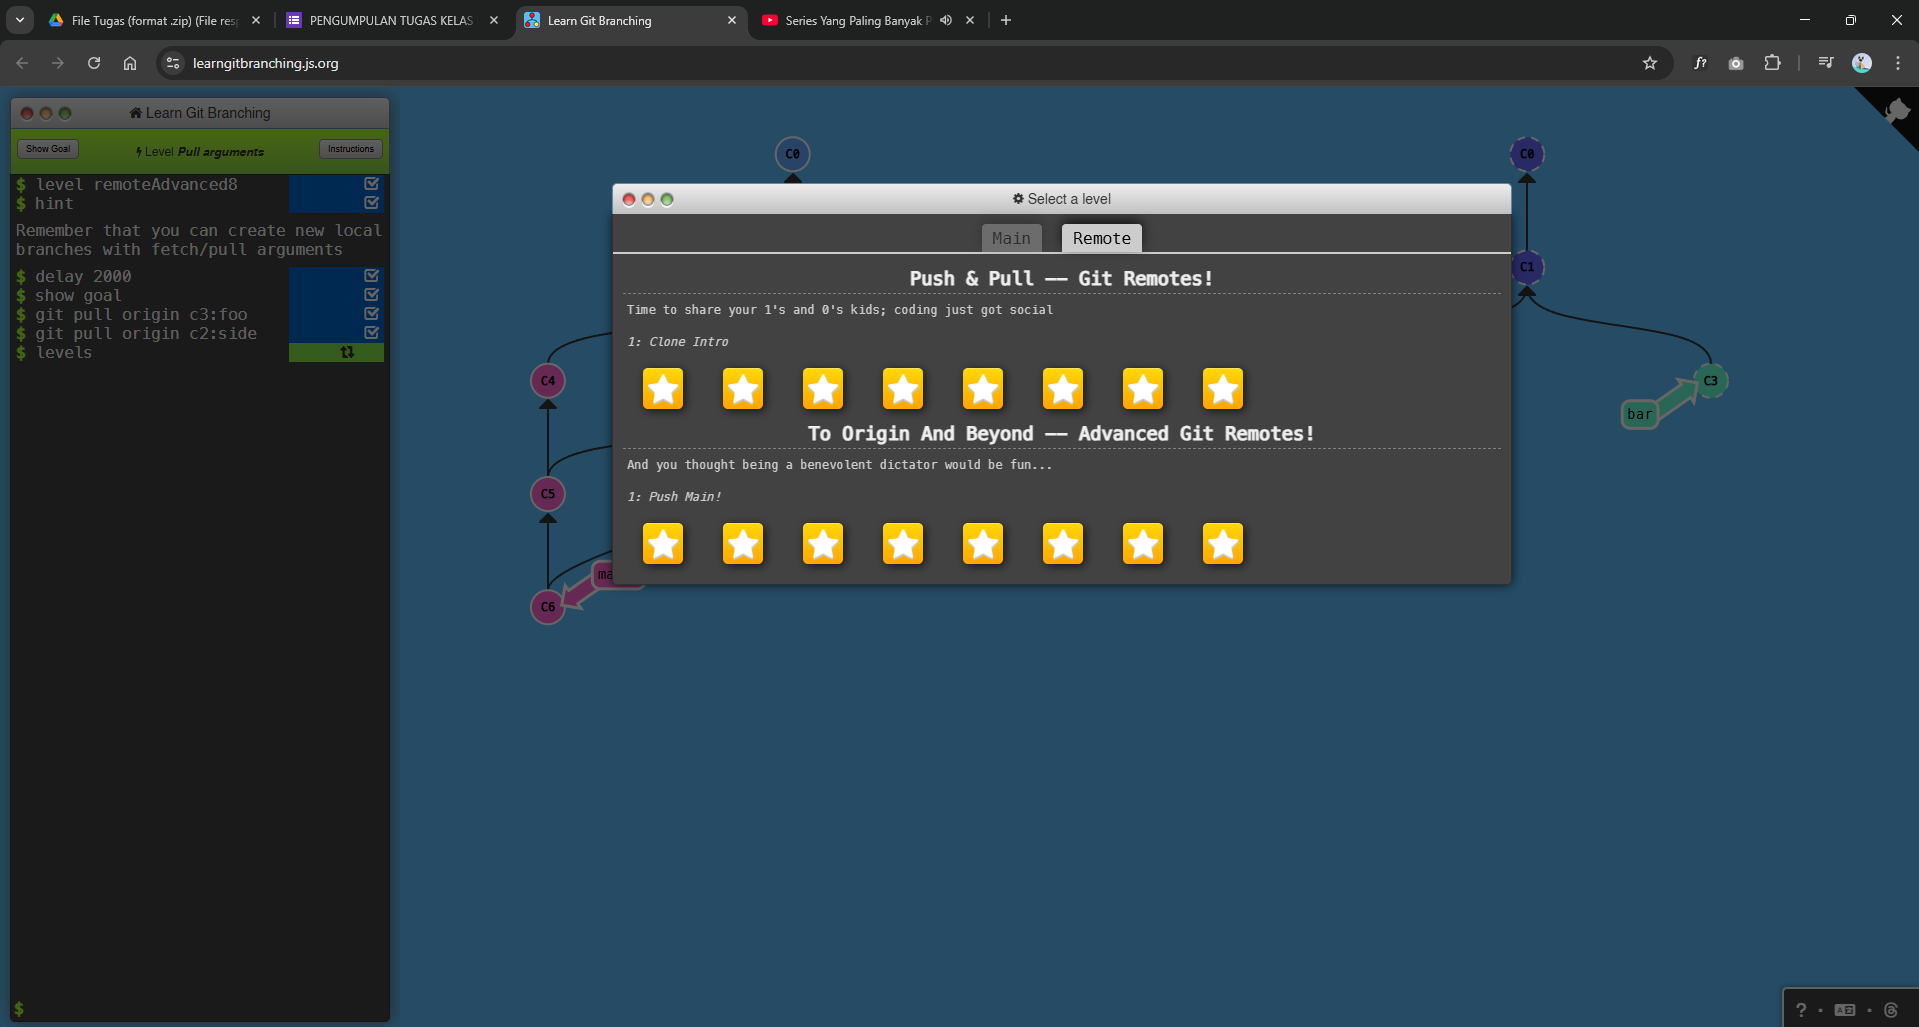 File Tugas (format .zip) (File res
PENGUMPULAN TUGAS KELAS
Learn Git Branching
Series Yang Paling Banyak P
learngitbranching.js.org
Learn Git Branching
Show Goal
Level Pull arguments
Instructions
$ level remoteAdvanced8
$ hint
Remember that you can create new local
branches with fetch/pull arguments
$ delay 2000
$ show goal
$ git pull origin c3:foo
$ git pull origin c2:side
$ levels
$
C0
C4
C5
C6
ma
Select a level
Main
Remote
Push & Pull -- Git Remotes!
Time to share your 1's and 0's kids; coding just got social
1: Clone Intro
To Origin And Beyond -- Advanced Git Remotes!
And you thought being a benevolent dictator would be fun...
1: Push Main!
C0
C1
C3
bar
?